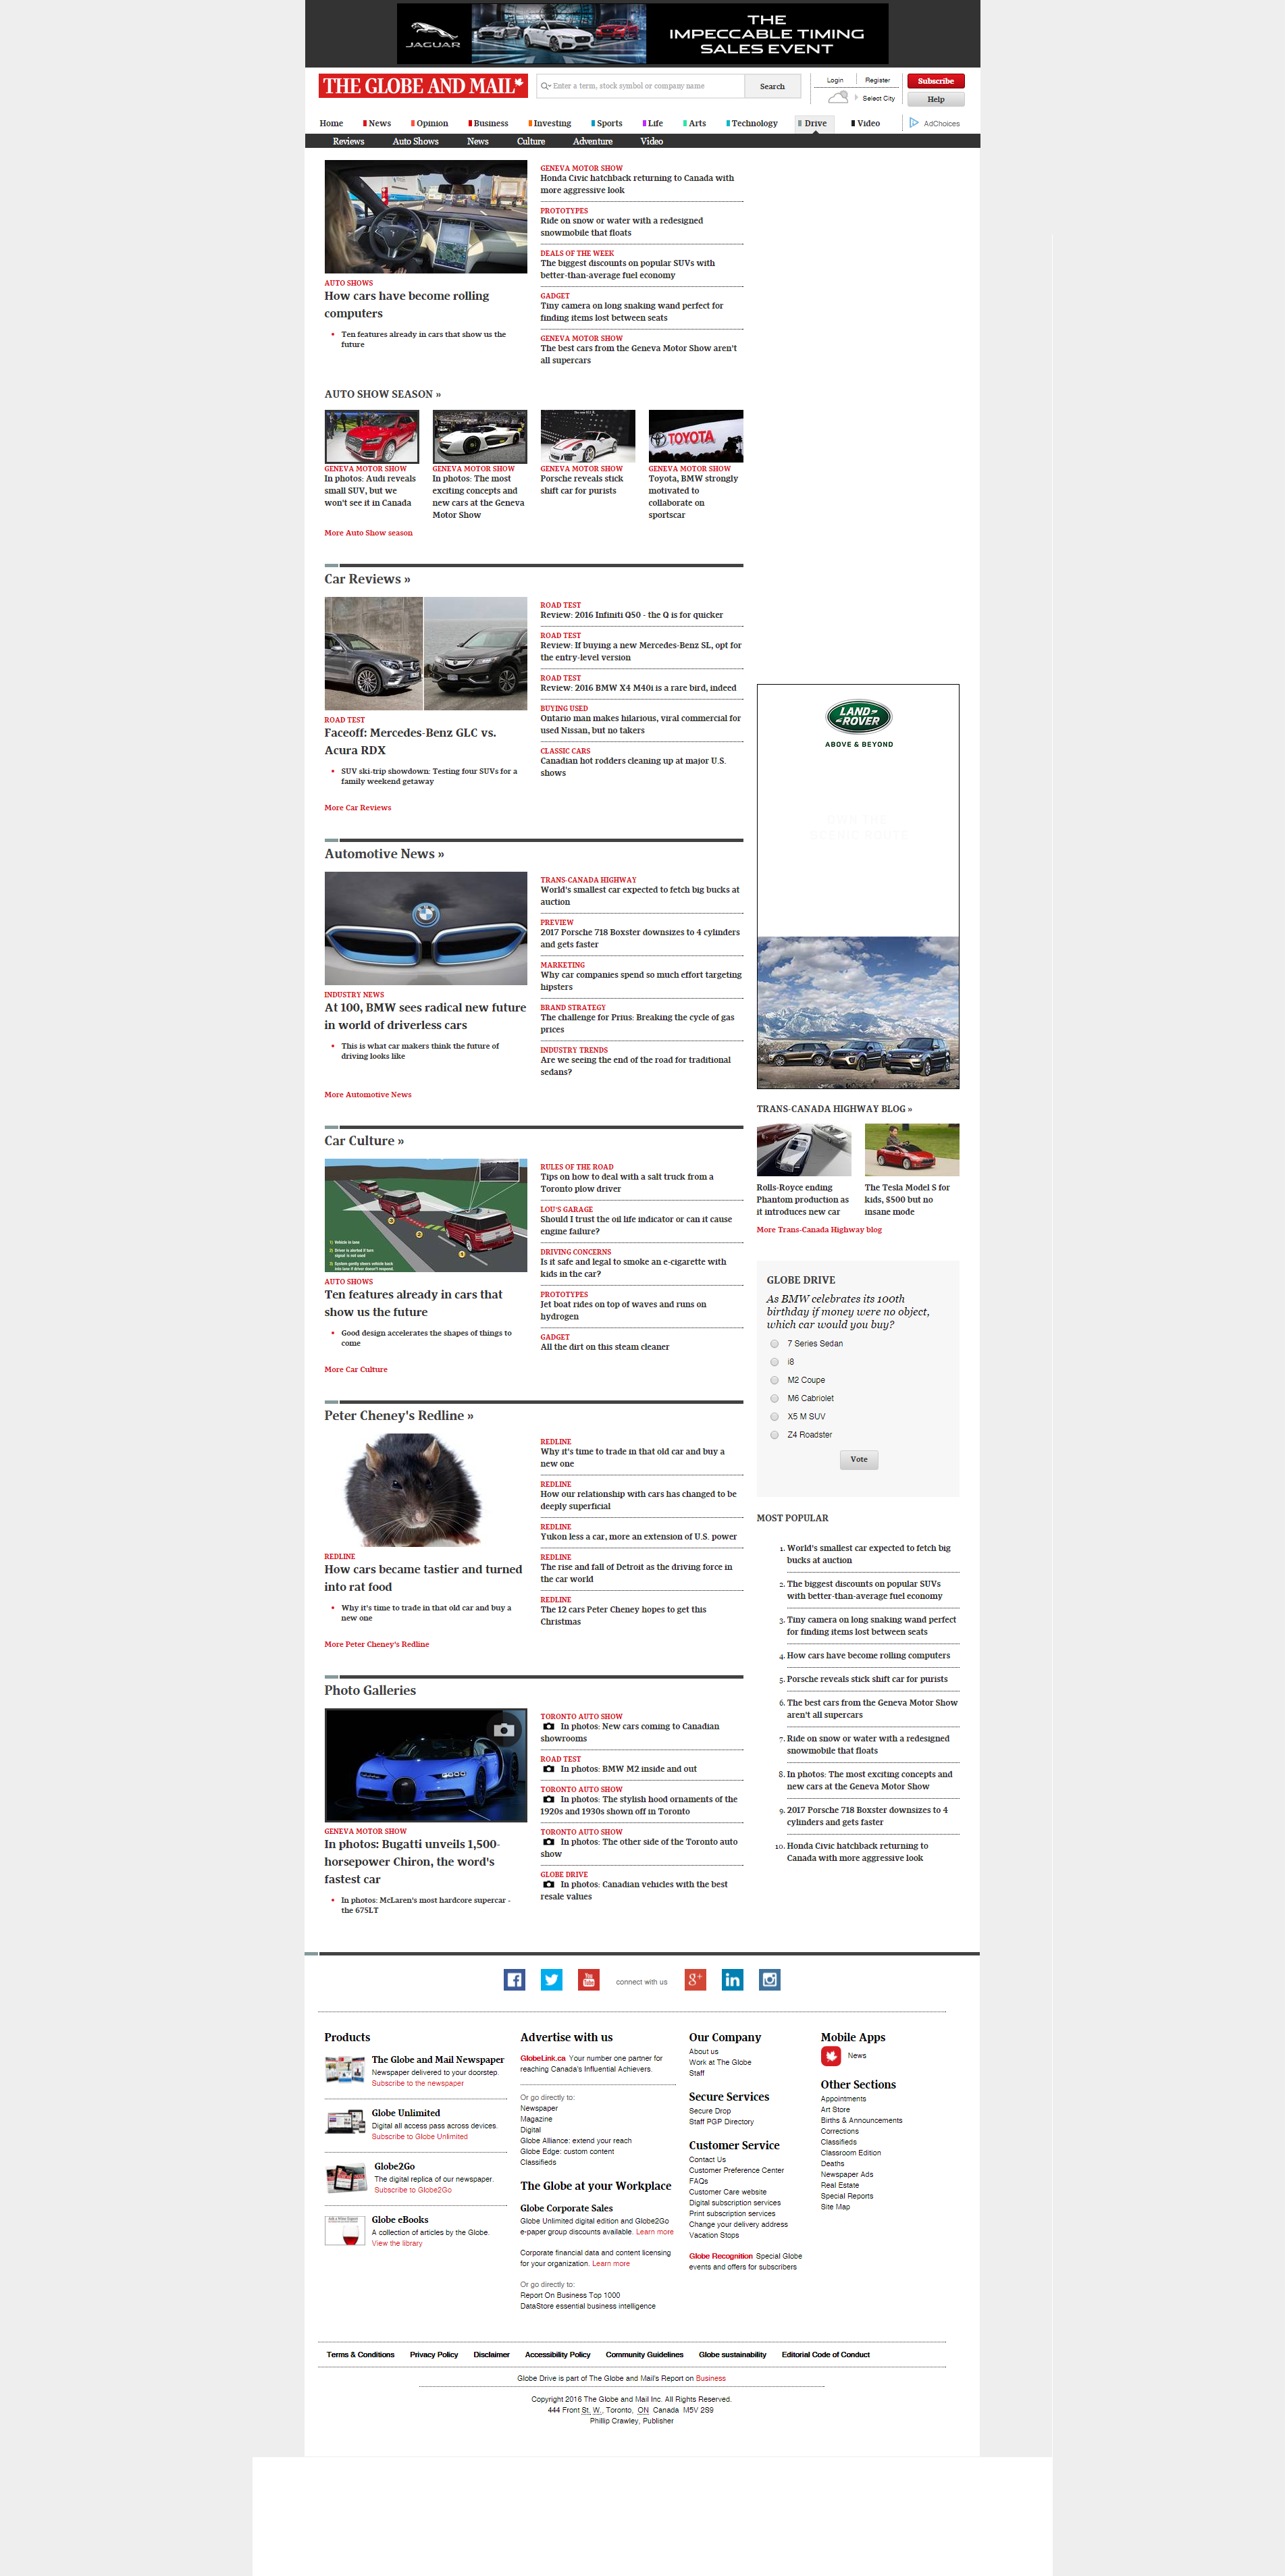 JAGUAR
THE
IMPECCABLE TIMING
SALES EVENT
THE GLOBE AND MAIL
Enter a term, stock symbol or company name
Search
Login
Register
Select City
Subscribe
Help
Home
News
Opinion
Business
Investing
Sports
Life
Arts
Technology
Drive
Video
AdChoices
Reviews
Auto Shows
News
Culture
Adventure
Video
AUTO SHOWS
How cars have become rolling
computers
Ten features already in cars that show us the
future
GENEVA MOTOR SHOW
Honda Civic hatchback returning to Canada with
more aggressive look
PROTOTYPES
Ride on snow or water with a redesigned
snowmobile that floats
DEALS OF THE WEEK
The biggest discounts on popular SUVs with
better-than-average fuel economy
GADGET
Tiny camera on long snaking wand perfect for
finding items lost between seats
GENEVA MOTOR SHOW
The best cars from the Geneva Motor Show aren't
all supercars
AUTO SHOW SEASON »
GENEVA MOTOR SHOW
In photos: Audi reveals
small SUV, but we
won't see it in Canada
GENEVA MOTOR SHOW
In photos: The most
exciting concepts and
new cars at the Geneva
Motor Show
GENEVA MOTOR SHOW
Porsche reveals stick
shift car for purists
TOYOTA
GENEVA MOTOR SHOW
Toyota, BMW strongly
motivated to
collaborate on
sportscar
More Auto Show season
Car Reviews »
ROAD TEST
Faceoff: Mercedes-Benz GLC vs.
Acura RDX
SUV ski-trip showdown: Testing four SUVs for a
family weekend getaway
More Car Reviews
ROAD TEST
Review: 2016 Infiniti Q50 - the Q is for quicker
ROAD TEST
Review: If buying a new Mercedes-Benz SL, opt for
the entry-level version
ROAD TEST
Review: 2016 BMW X4 M40i is a rare bird, indeed
BUYING USED
Ontario man makes hilarious, viral commercial for
used Nissan, but no takers
CLASSIC CARS
Canadian hot rodders cleaning up at major U.S.
shows
LAND-
ROVER
ABOVE & BEYOND
Automotive News »
INDUSTRY NEWS
At 100, BMW sees radical new future
in world of driverless cars
This is what car makers think the future of
driving looks like
More Automotive News
TRANS-CANADA HIGHWAY
World's smallest car expected to fetch big bucks at
auction
PREVIEW
2017 Porsche 718 Boxster downsizes to 4 cylinders
and gets faster
MARKETING
Why car companies spend so much effort targeting
hipsters
BRAND STRATEGY
The challenge for Prius: Breaking the cycle of gas
prices
INDUSTRY TRENDS
Are we seeing the end of the road for traditional
sedans?
TRANS-CANADA HIGHWAY BLOG »
Rolls-Royce ending
Phantom production as
it introduces new car
The Tesla Model S for
kids, $500 but no
insane mode
More Trans-Canada Highway blog
Car Culture »
1) Vehicle in lane
2) Driver is alerted if turn
signal is not used
3) System gently steers vehicle back
into lane if driver doesn't respond.
AUTO SHOWS
Ten features already in cars that
show us the future
Good design accelerates the shapes of things to
come
More Car Culture
RULES OF THE ROAD
Tips on how to deal with a salt truck from a
Toronto plow driver
LOU'S GARAGE
Should I trust the oil life indicator or can it cause
engine failure?
DRIVING CONCERNS
Is it safe and legal to smoke an e-cigarette with
kids in the car?
PROTOTYPES
Jet boat rides on top of waves and runs on
hydrogen
GADGET
All the dirt on this steam cleaner
GLOBE DRIVE
As BMW celebrates its 100th
birthday if money were no object,
which car would you buy?
7 Series Sedan
i8
M2 Coupe
M6 Cabriolet
X5 M SUV
Z4 Roadster
Vote
Peter Cheney's Redline »
REDLINE
How cars became tastier and turned
into rat food
Why it's time to trade in that old car and buy a
new one
More Peter Cheney's Redline
REDLINE
Why it's time to trade in that old car and buy a
new one
REDLINE
How our relationship with cars has changed to be
deeply superficial
REDLINE
Yukon less a car, more an extension of U.S. power
REDLINE
The rise and fall of Detroit as the driving force in
the car world
REDLINE
The 12 cars Peter Cheney hopes to get this
Christmas
MOST POPULAR
1. World's smallest car expected to fetch big
bucks at auction
2. The biggest discounts on popular SUVs
with better-than-average fuel economy
3. Tiny camera on long snaking wand perfect
for finding items lost between seats
4. How cars have become rolling computers
5. Porsche reveals stick shift car for purists
6. The best cars from the Geneva Motor Show
aren't all supercars
7. Ride on snow or water with a redesigned
snowmobile that floats
8. In photos: The most exciting concepts and
new cars at the Geneva Motor Show
9. 2017 Porsche 718 Boxster downsizes to 4
cylinders and gets faster
10. Honda Civic hatchback returning to
Canada with more aggressive look
Photo Galleries
GENEVA MOTOR SHOW
In photos: Bugatti unveils 1,500-
horsepower Chiron, the word's
fastest car
In photos: McLaren's most hardcore supercar -
the 675LT
TORONTO AUTO SHOW
In photos: New cars coming to Canadian
showrooms
ROAD TEST
In photos: BMW M2 inside and out
TORONTO AUTO SHOW
In photos: The stylish hood ornaments of the
1920s and 1930s shown off in Toronto
TORONTO AUTO SHOW
In photos: The other side of the Toronto auto
show
GLOBE DRIVE
In photos: Canadian vehicles with the best
resale values
connect with us
Products
The Globe and Mail Newspaper
Newspaper delivered to your doorstep.
Subscribe to the newspaper
Globe Unlimited
Digital all access pass across devices.
Subscribe to Globe Unlimited
Globe2Go
The digital replica of our newspaper.
Subscribe to Globe2Go
Globe eBooks
A collection of articles by the Globe.
View the library
Advertise with us
GlobeLink.ca Your number one partner for
reaching Canada's Influential Achievers.
Or go directly to:
Newspaper
Magazine
Digital
Globe Alliance: extend your reach
Globe Edge: custom content
Classifieds
The Globe at your Workplace
Globe Corporate Sales
Globe Unlimited digital edition and Globe2Go
e-paper group discounts available. Learn more
Corporate financial data and content licensing
for your organization. Learn more
Or go directly to:
Report On Business Top 1000
DataStore essential business intelligence
Our Company
About us
Work at The Globe
Staff
Secure Services
Secure Drop
Staff PGP Directory
Customer Service
Contact Us
Customer Preference Center
FAQs
Customer Care website
Digital subscription services
Print subscription services
Change your delivery address
Vacation Stops
Globe Recognition Special Globe
events and offers for subscribers
Mobile Apps
News
Other Sections
Appointments
Art Store
Births & Announcements
Corrections
Classifieds
Classroom Edition
Deaths
Newspaper Ads
Real Estate
Special Reports
Site Map
Terms & Conditions
Privacy Policy
Disclaimer
Accessibility Policy
Community Guidelines
Globe sustainability
Editorial Code of Conduct
Globe Drive is part of The Globe and Mail's Report on Business
Copyright 2016 The Globe and Mail Inc. All Rights Reserved.
444 Front St. W., Toronto, ON Canada M5V 2S9
Phillip Crawley, Publisher